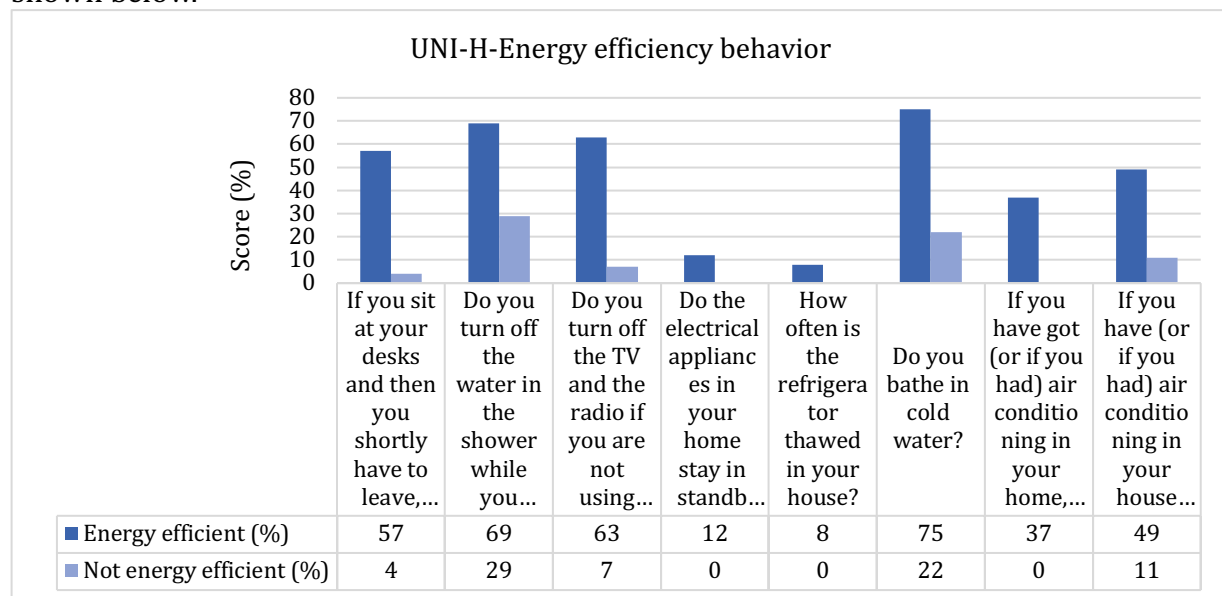 shown below.
UNI-H-Energy efficiency behavior
Score (%)
80
70
60
50
40
30
20
10
0
If you sit
at your
desks
and then
you
shortly
have to
leave,...
Do you
turn off
the
water in
the
shower
while
you...
Do you
turn off
the TV
and the
radio if
you are
not
using...
Do the
electrical
applianc
es in
your
home
stay in
standb...
How
often is
the
refrigera
tor
thawed
in your
house?
Do you
bathe in
cold
water?
If you
have got
(or if you
had) air
conditio
ning in
your
home,...
If you
have (or
if you
had) air
conditio
ning in
your
house...
Energy efficient (%) 57 69 63 12 8 75 37 49
Not energy efficient (%) 4 29 7 0 0 22 0 11